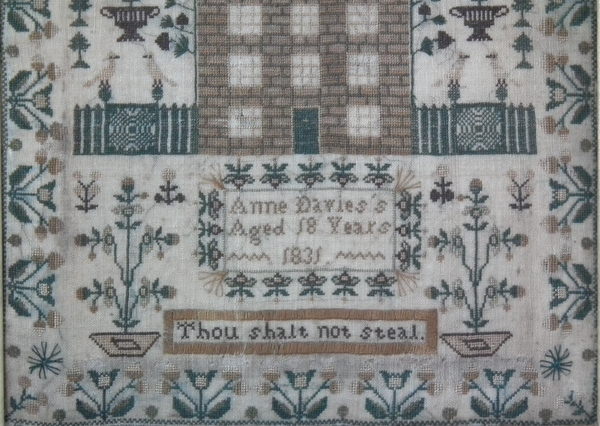 Anne Davies's
Aged 18 Years
1831.
Thou shalt not steal.